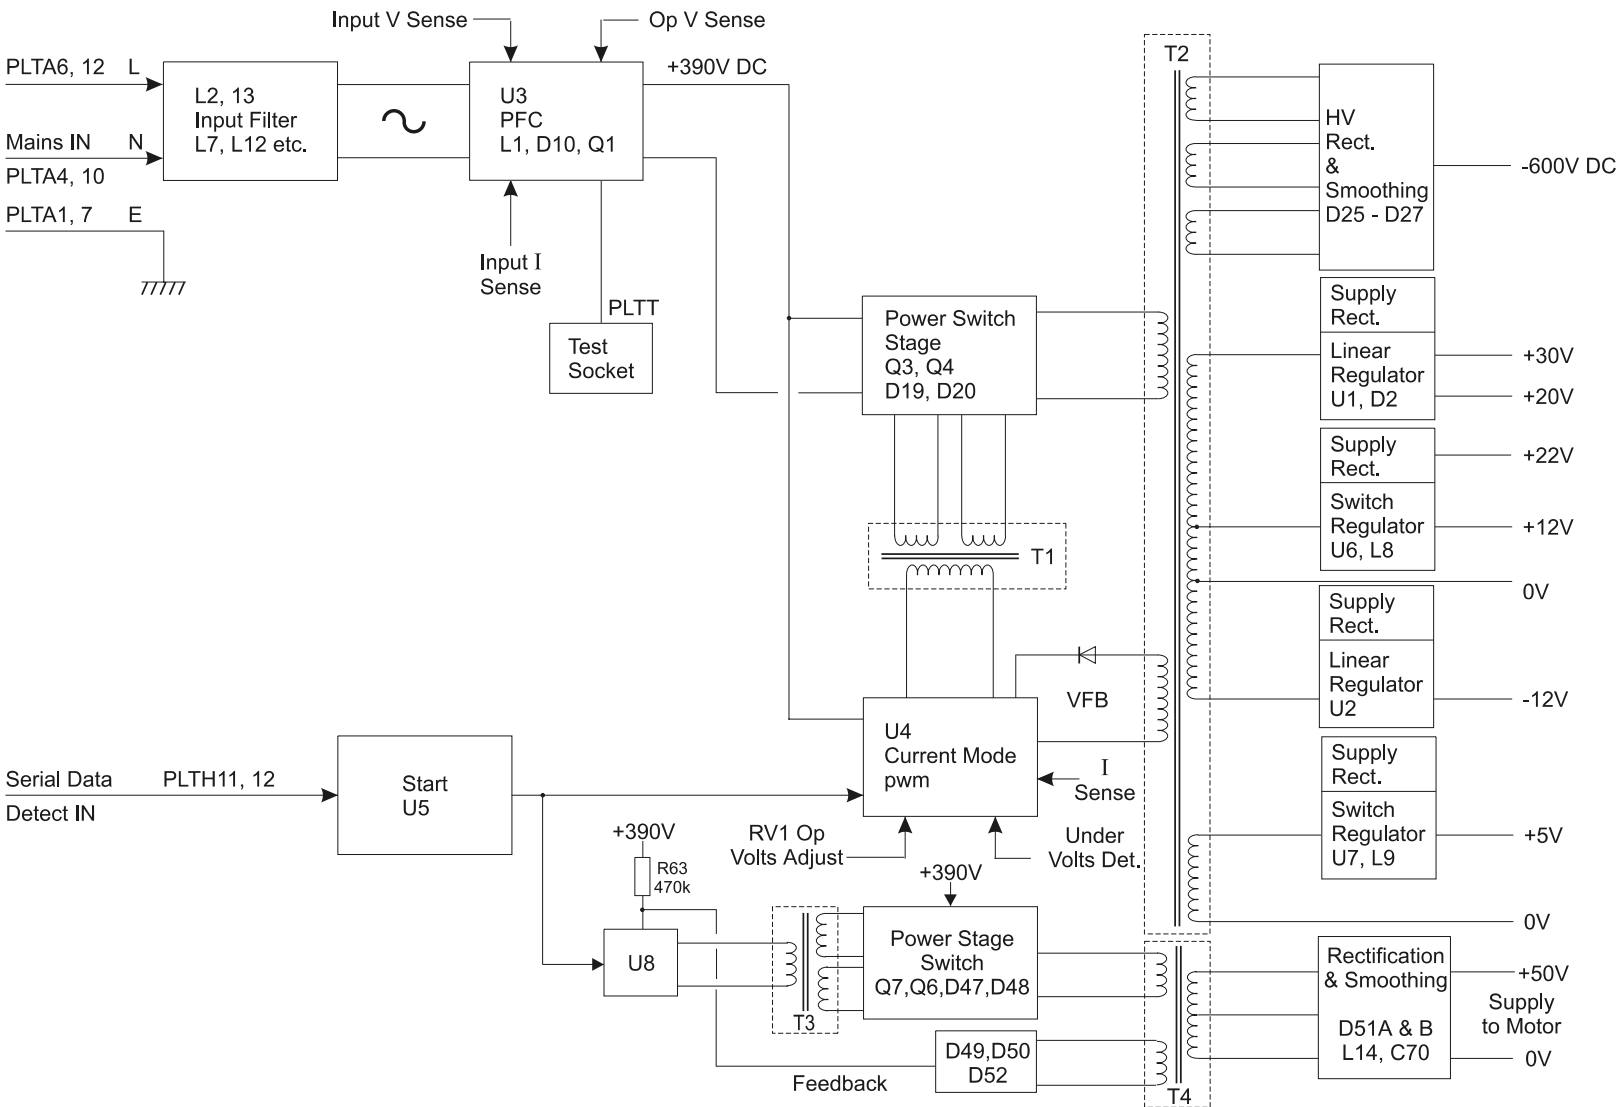 Input V Sense
Op V Sense
PLTA6, 12 L
Mains IN N
PLTA4, 10
PLTA1, 7 E
L2, 13
Input Filter
L7, L12 etc.
U3
PFC
L1, D10, Q1
+390V DC
Input I
Sense
PLTT
Test
Socket
Power Switch
Stage
Q3, Q4
D19, D20
T1
T2
HV
Rect.
&
Smoothing
D25 - D27
-600V DC
Supply
Rect.
Linear
Regulator
U1, D2
+30V
+20V
Supply
Rect.
+22V
Switch
Regulator
U6, L8
+12V
0V
Supply
Rect.
Linear
Regulator
U2
-12V
Supply
Rect.
Switch
Regulator
U7, L9
+5V
0V
VFB
U4
Current Mode
pwm
I
Sense
RV1 Op
Volts Adjust
Under
Volts Det.
Serial Data PLTH11, 12
Detect IN
Start
U5
+390V
R63
470k
U8
T3
+390V
Power Stage
Switch
Q7,Q6,D47,D48
D49,D50
D52
Feedback
T4
Rectification
& Smoothing
D51A & B
L14, C70
+50V
Supply
to Motor
0V